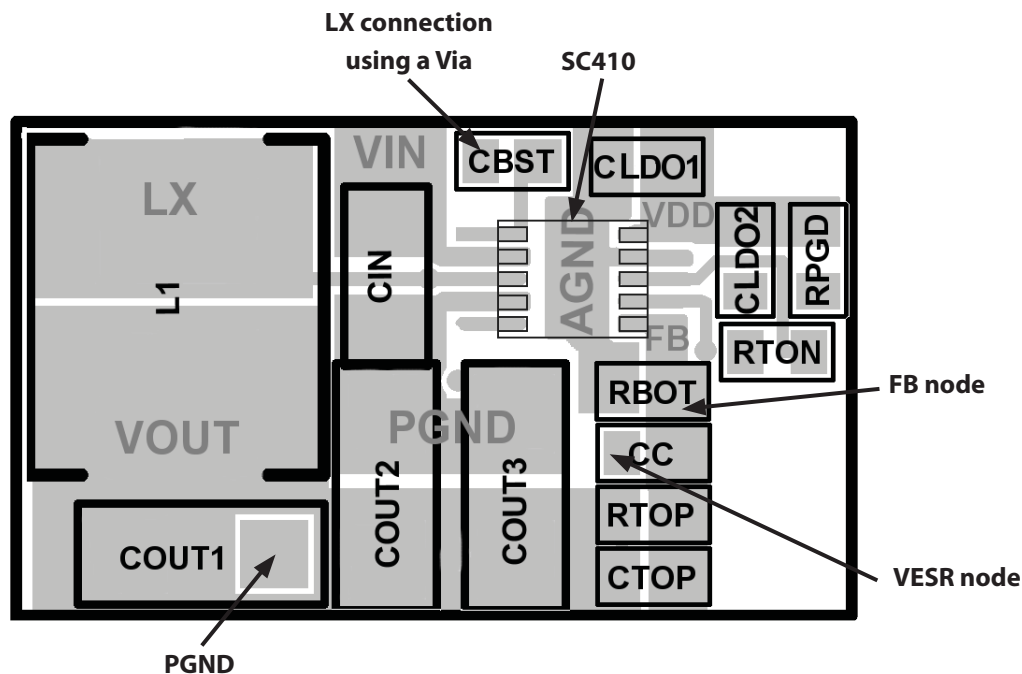 LX connection
using a Via
SC410
VIN
CBST
CLDO1
LX
VDD
CIN
AGND
CLDO2
RPGD
L1
FB
RTON
RBOT
FB node
VOUT
PGND
CC
COUT2
COUT3
RTOP
COUT1
CTOP
VESR node
PGND